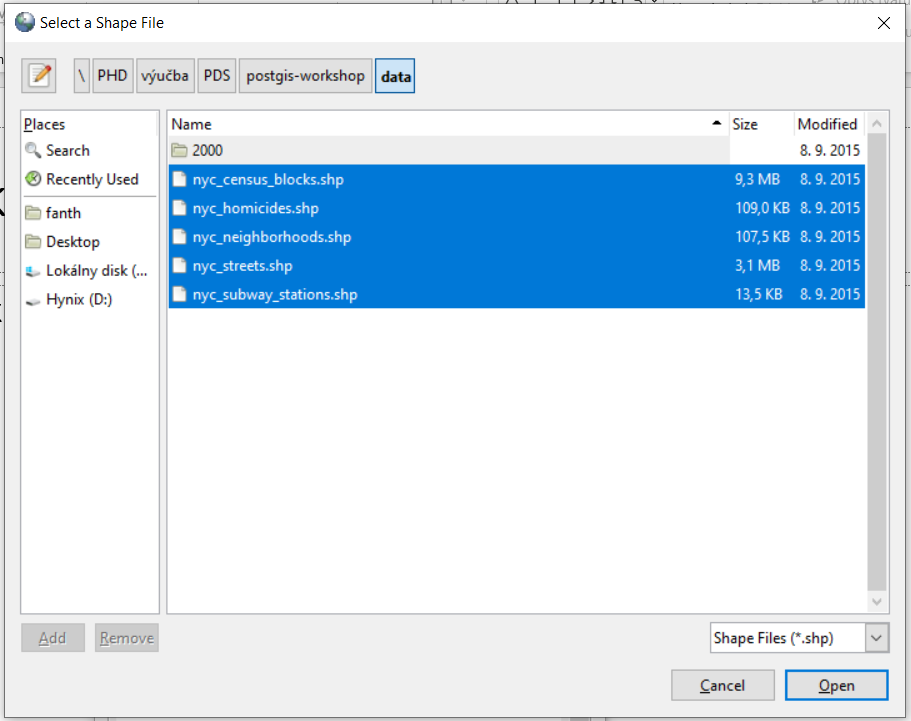 Select a Shape File
\ PHD výučba PDS postgis-workshop data
Places
Search
Recently Used
fanth
Desktop
Lokálny disk (...
Hynix (D:)
Name Size Modified
2000 8. 9. 2015
nyc_census_blocks.shp 9,3 MB 8. 9. 2015
nyc_homicides.shp 109,0 KB 8. 9. 2015
nyc_neighborhoods.shp 107,5 KB 8. 9. 2015
nyc_streets.shp 3,1 MB 8. 9. 2015
nyc_subway_stations.shp 13,5 KB 8. 9. 2015
Add Remove
Shape Files (*.shp)
Cancel Open